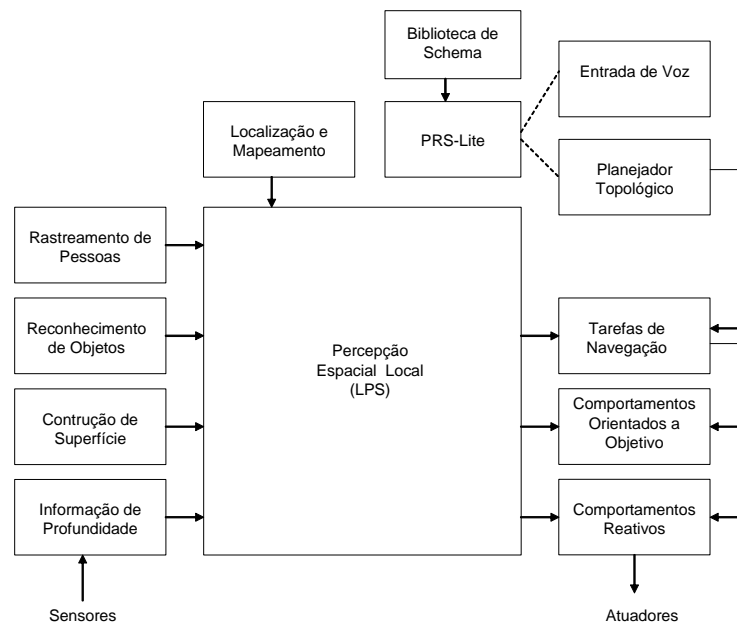 Biblioteca de
Schema
Entrada de Voz
Localização e
Mapeamento
PRS-Lite
Planejador
Topológico
Rastreamento de
Pessoas
Reconhecimento
de Objetos
Percepção
Espacial Local
(LPS)
Tarefas de
Navegação
Contrução de
Superfície
Comportamentos
Orientados a
Objetivo
Informação de
Profundidade
Comportamentos
Reativos
Sensores
Atuadores